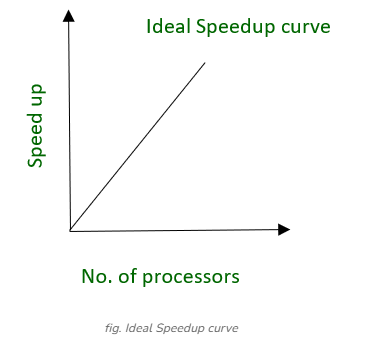 Ideal Speedup curve
Speed up
No. of processors
fig. Ideal Speedup curve